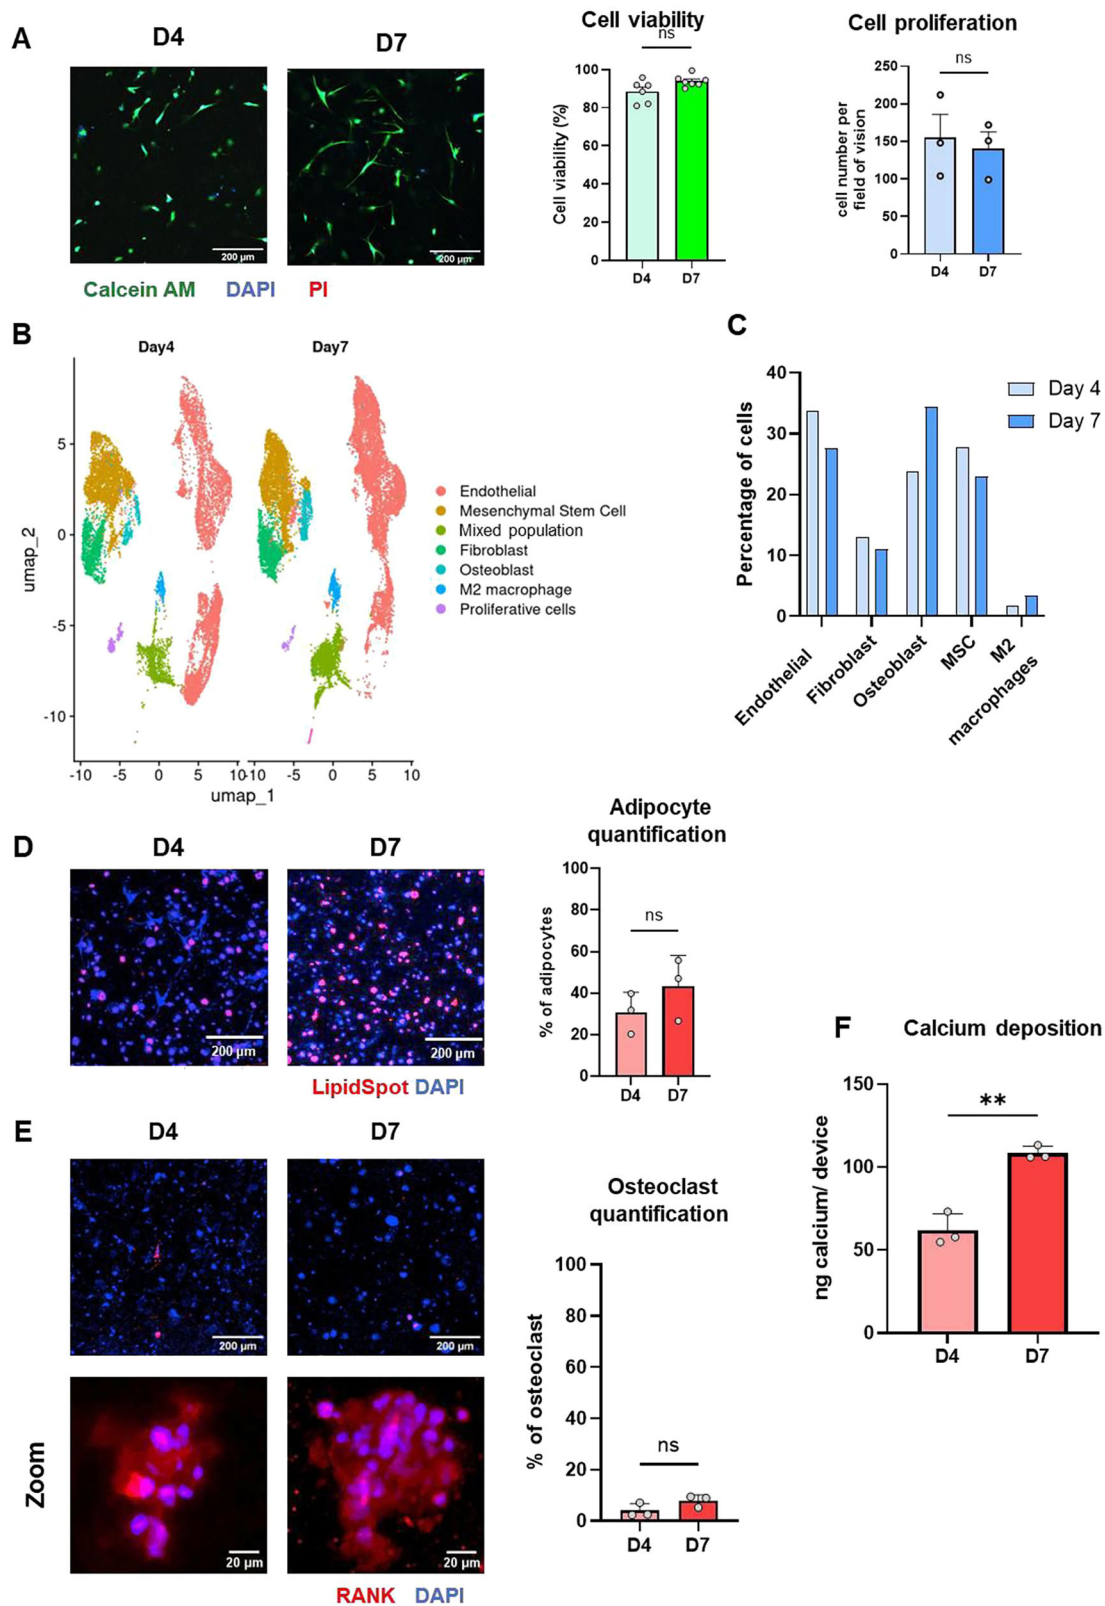 A
D4
D7
200 µm
200 µm
Calcein AM
DAPI
PI
Cell viability
ns
Cell viability (%)
100
80
60
40
20
0
D4
D7
Cell proliferation
ns
cell number per
field of vision
250
200
150
100
50
0
D4
D7
B
Day4
Day7
umap_2
5
0
-5
-10
-10
-5
0
5
10
-10
-5
0
5
10
umap_1
Endothelial
Mesenchymal Stem Cell
Mixed population
Fibroblast
Osteoblast
M2 macrophage
Proliferative cells
C
Percentage of cells
40
30
20
10
0
Day 4
Day 7
Endothelial
Fibroblast
Osteoblast
MSC
M2
macrophages
D
D4
D7
200 µm
200 µm
LipidSpot DAPI
Adipocyte
quantification
% of adipocytes
100
80
60
40
20
0
ns
D4
D7
E
D4
D7
200 µm
200 µm
Zoom
20 µm
20 µm
RANK
DAPI
Osteoclast
quantification
% of osteoclast
100
80
60
40
20
0
ns
D4
D7
F
Calcium deposition
ng calcium/ device
150
100
50
0
**
D4
D7